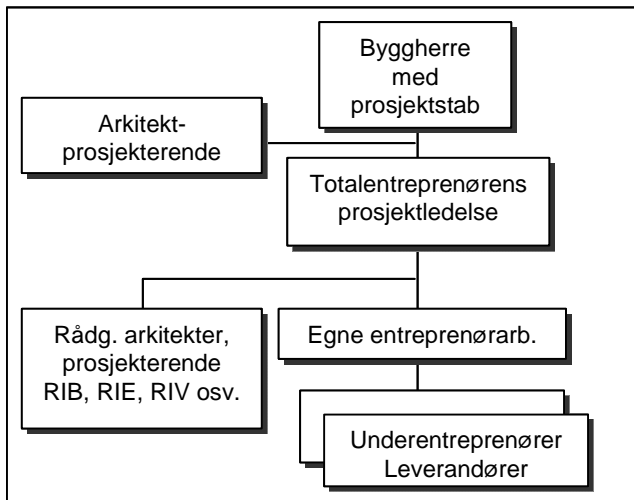 Byggherre
med
prosjektstab
Arkitekt-
prosjekterende
Totalentreprenørens
prosjektledelse
Rådg. arkitekter,
prosjekterende
RIB, RIE, RIV osv.
Egne entreprenørarb.
Underentreprenører
Leverandører